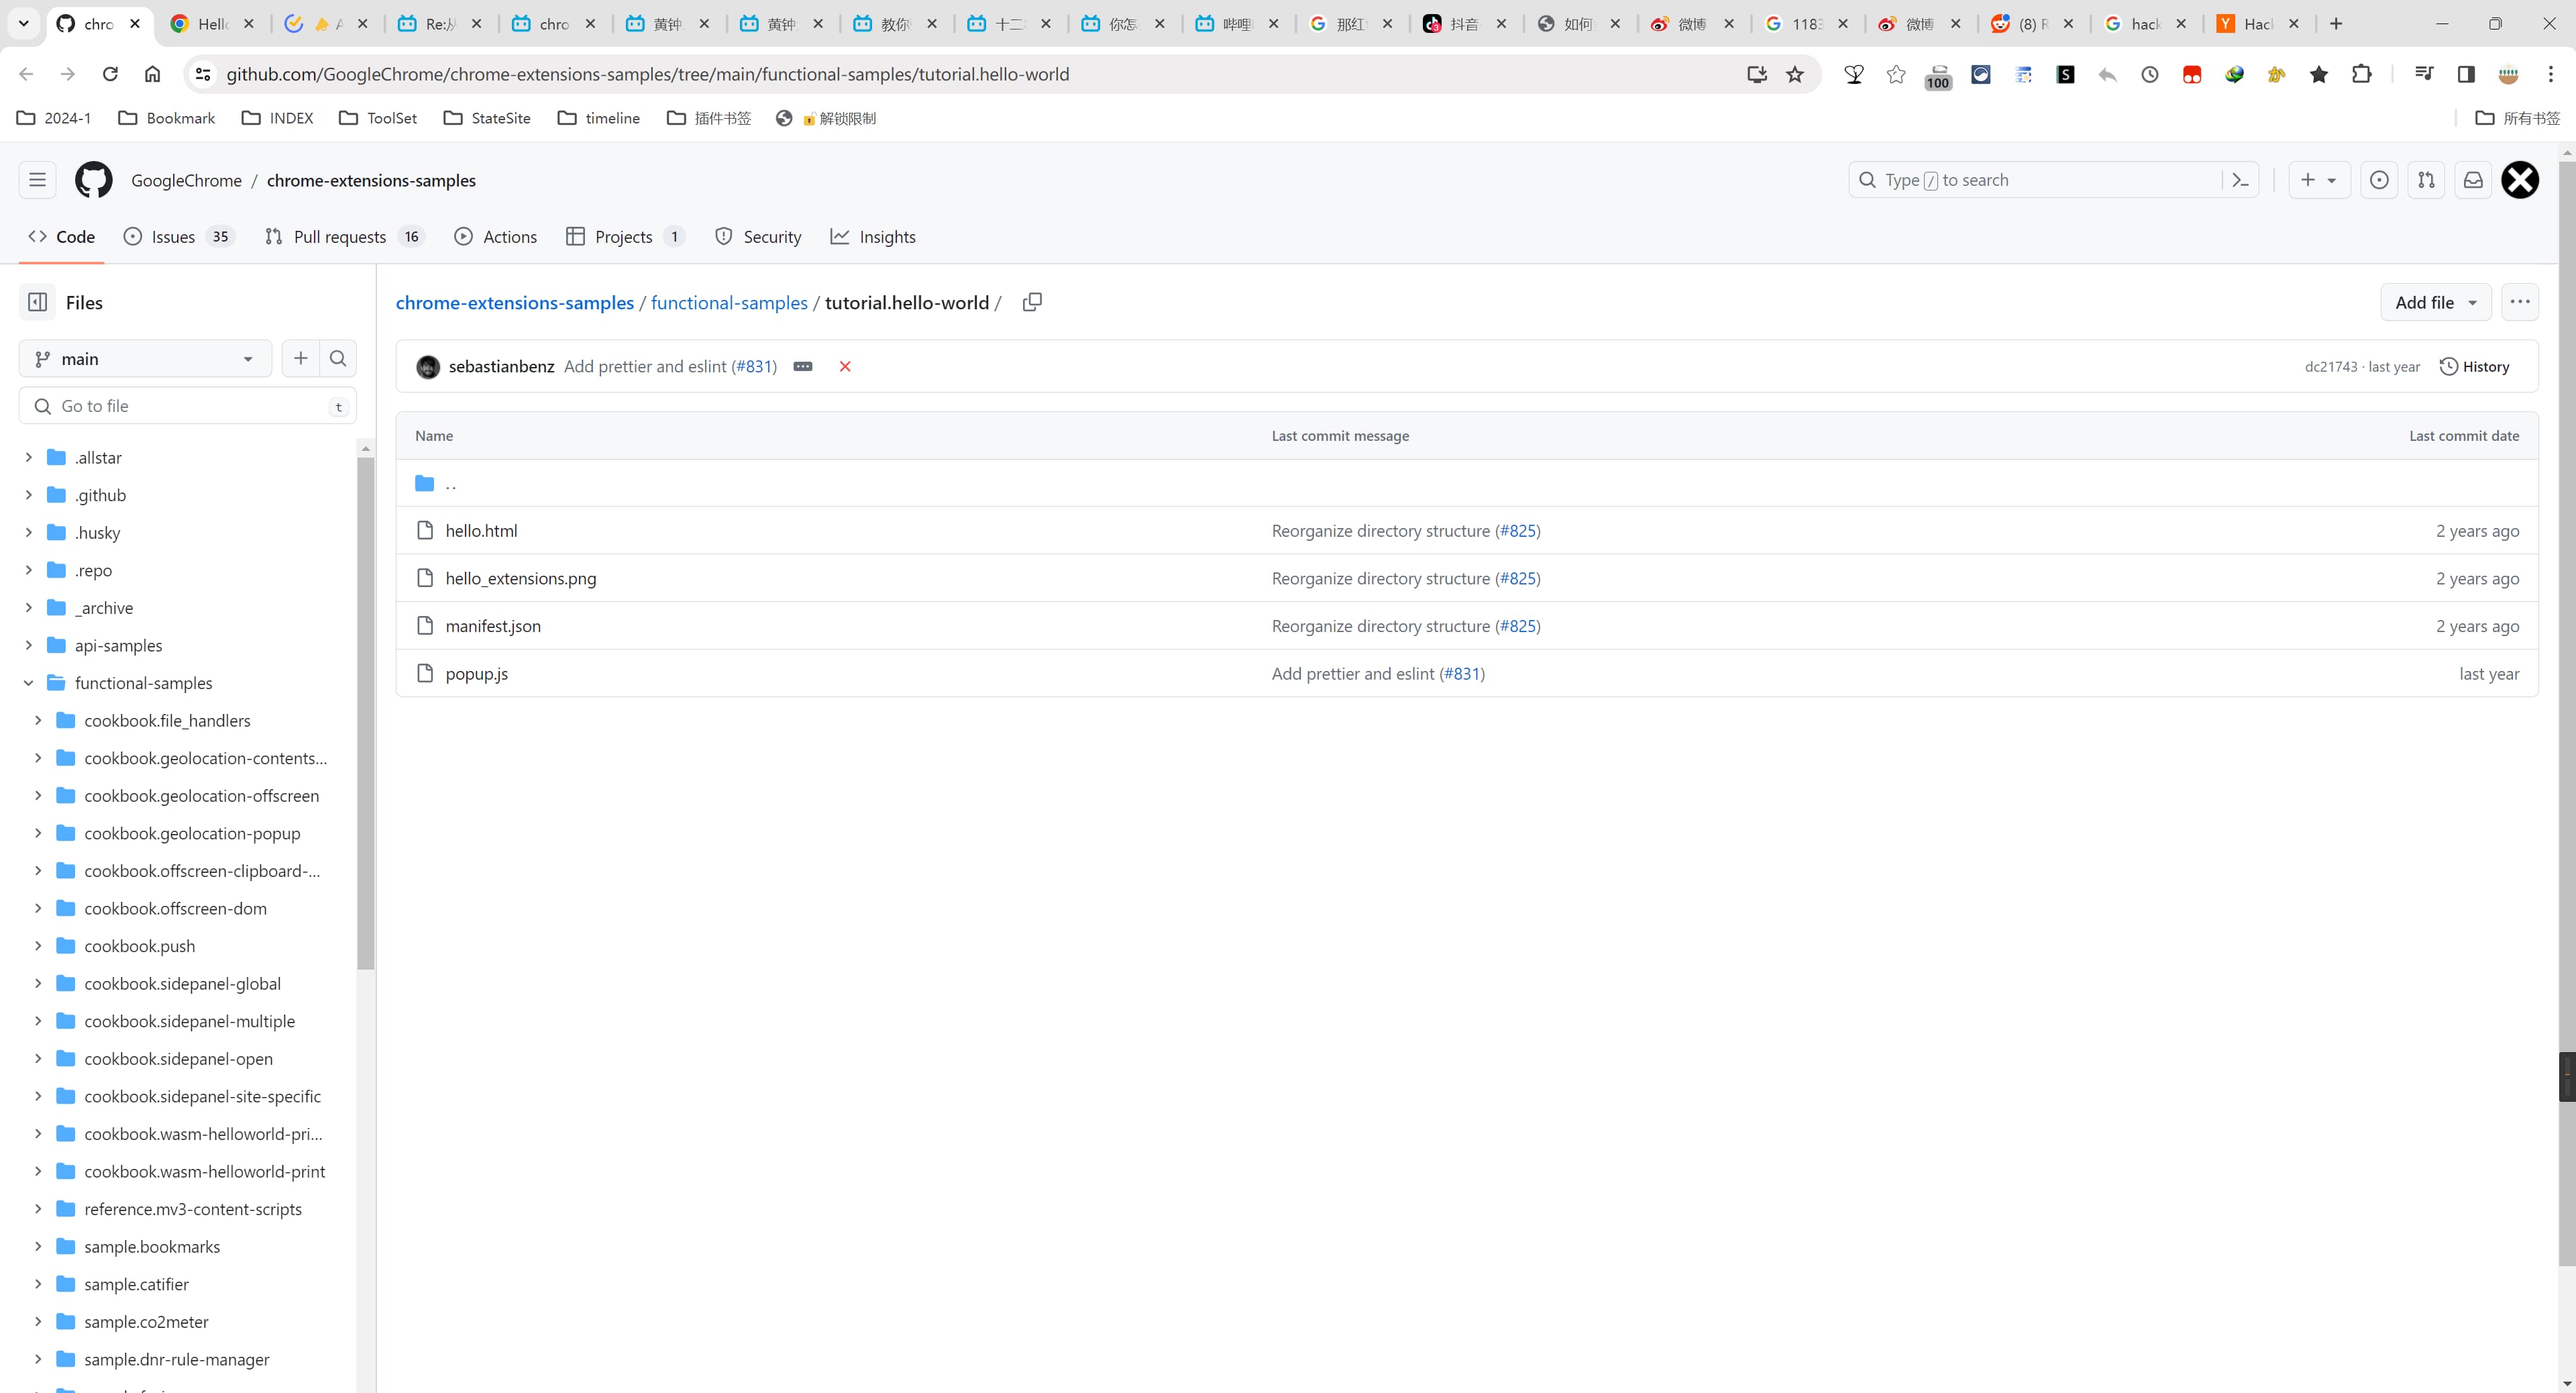 chro
Hello
A
Re:从
chro
黄钟
黄钟
教你
十二
你怎
哔哩
那红
抖音
如何
微博
1183
微博
(8) R
hack
Hac
github.com/GoogleChrome/chrome-extensions-samples/tree/main/functional-samples/tutorial.hello-world
100
2024-1
Bookmark
INDEX
ToolSet
StateSite
timeline
插件书签
解锁限制
所有书签
GoogleChrome / chrome-extensions-samples
Type / to search
Code
Issues 35
Pull requests 16
Actions
Projects 1
Security
Insights
Files
main
Go to file t
.allstar
.github
.husky
.repo
_archive
api-samples
functional-samples
cookbook.file_handlers
cookbook.geolocation-contents...
cookbook.geolocation-offscreen
cookbook.geolocation-popup
cookbook.offscreen-clipboard-...
cookbook.offscreen-dom
cookbook.push
cookbook.sidepanel-global
cookbook.sidepanel-multiple
cookbook.sidepanel-open
cookbook.sidepanel-site-specific
cookbook.wasm-helloworld-pri...
cookbook.wasm-helloworld-print
reference.mv3-content-scripts
sample.bookmarks
sample.catifier
sample.co2meter
sample.dnr-rule-manager
chrome-extensions-samples / functional-samples / tutorial.hello-world /
Add file
sebastianbenz Add prettier and eslint (#831)
dc21743 · last year
History
Name Last commit message Last commit date
..
hello.html Reorganize directory structure (#825) 2 years ago
hello_extensions.png Reorganize directory structure (#825) 2 years ago
manifest.json Reorganize directory structure (#825) 2 years ago
popup.js Add prettier and eslint (#831) last year